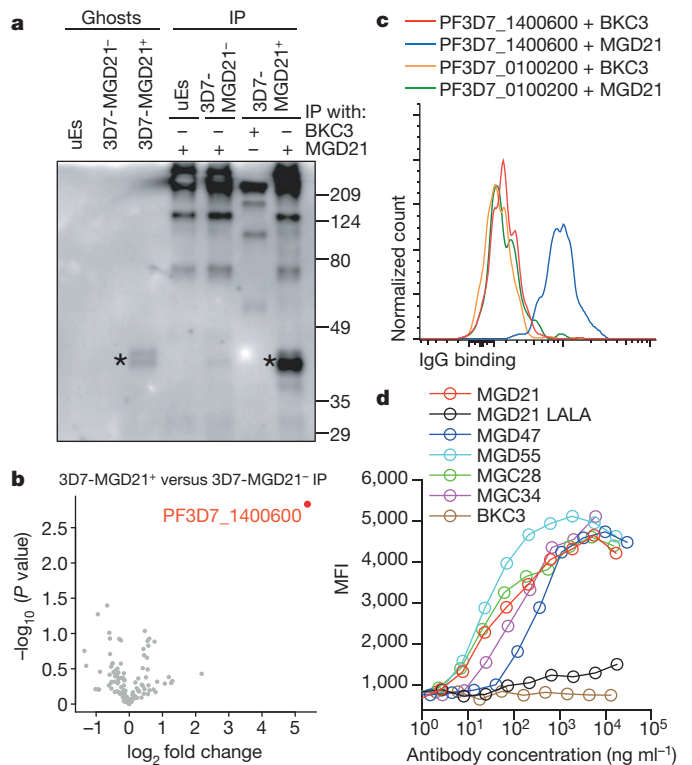 a
Ghosts
IP
uEs
3D7-MGD21–
3D7-MGD21+
uEs
3D7-
MGD21–
3D7-
MGD21+
IP with:
– – + – BKC3
+ + – + MGD21
209
124
80
49
35
29
*
*
b
3D7-MGD21+ versus 3D7-MGD21– IP
PF3D7_1400600
–log10 (P value)
2.5
2.0
1.5
1.0
0.5
0
–1 0 1 2 3 4 5
log2 fold change
c
PF3D7_1400600 + BKC3
PF3D7_1400600 + MGD21
PF3D7_0100200 + BKC3
PF3D7_0100200 + MGD21
Normalized count
IgG binding
d
MGD21
MGD21 LALA
MGD47
MGD55
MGC28
MGC34
BKC3
MFI
6,000
5,000
4,000
3,000
2,000
1,000
10⁰ 10¹ 10² 10³ 10⁴ 10⁵
Antibody concentration (ng ml⁻¹)